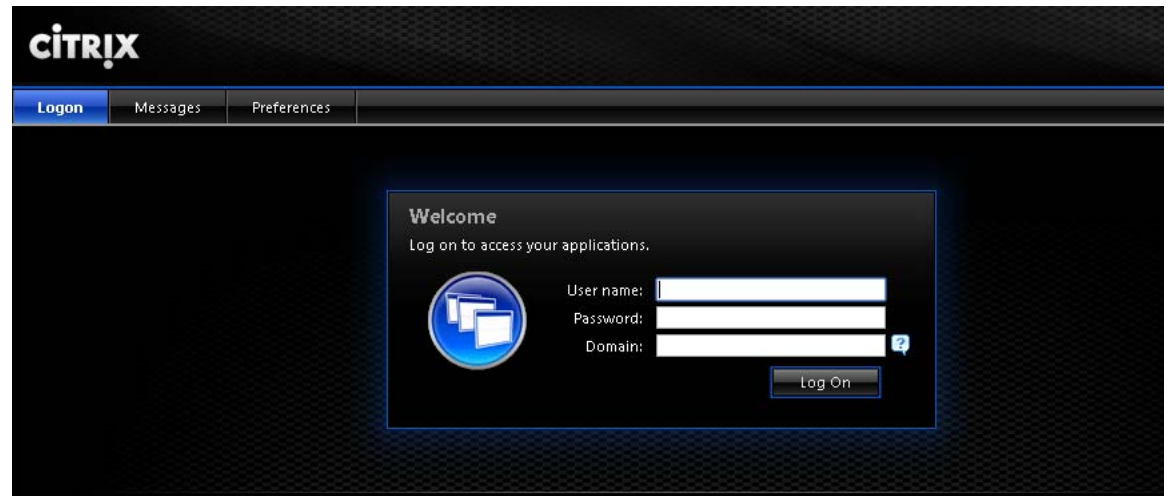 CiTRiX
Logon Messages Preferences
Welcome
Log on to access your applications.
User name:
Password:
Domain:
?
Log On